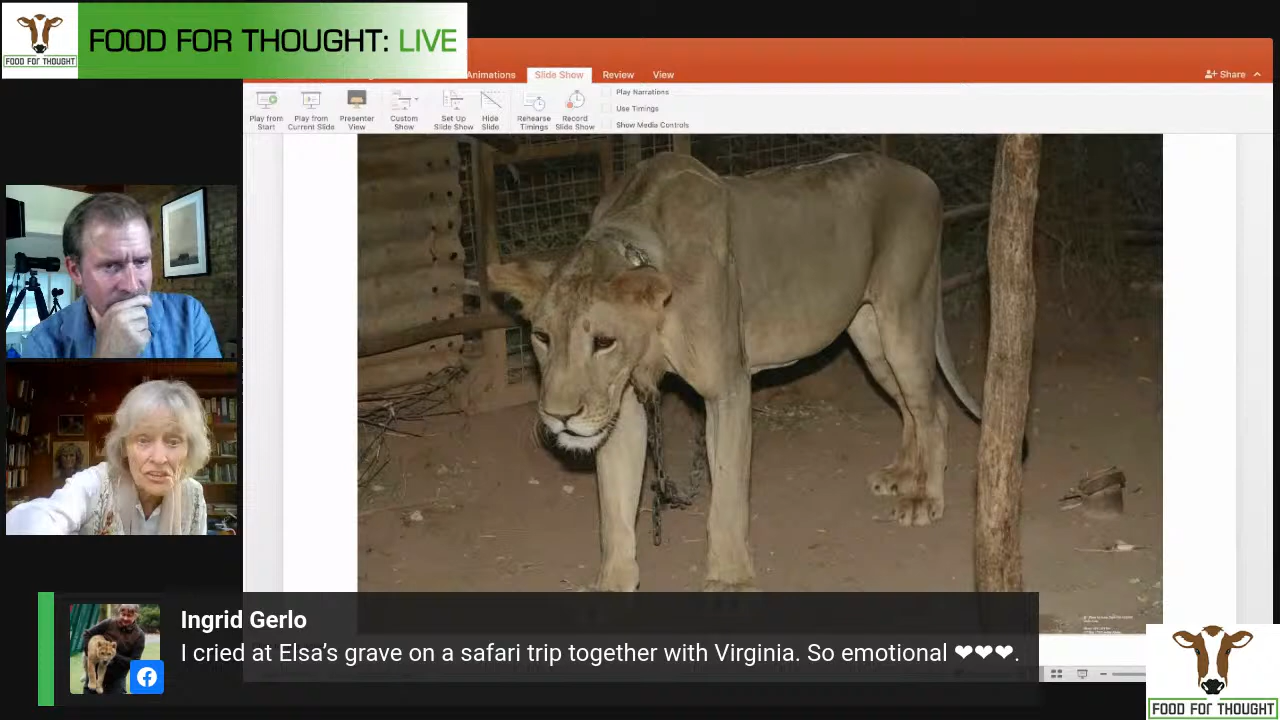 FOOD FOR THOUGHT: LIVE
FOOD FOR THOUGHT
Animations
Slide Show
Review
View
Share
Play from
Start
Play from
Current Slide
Presenter
View
Custom
Show
Set Up
Slide Show
Hide
Slide
Rehearse
Timings
Record
Slide Show
Play Narrations
Use Timings
Show Media Controls
Ingrid Gerlo
I cried at Elsa’s grave on a safari trip together with Virginia. So emotional ❤❤❤.
FOOD FOR THOUGHT